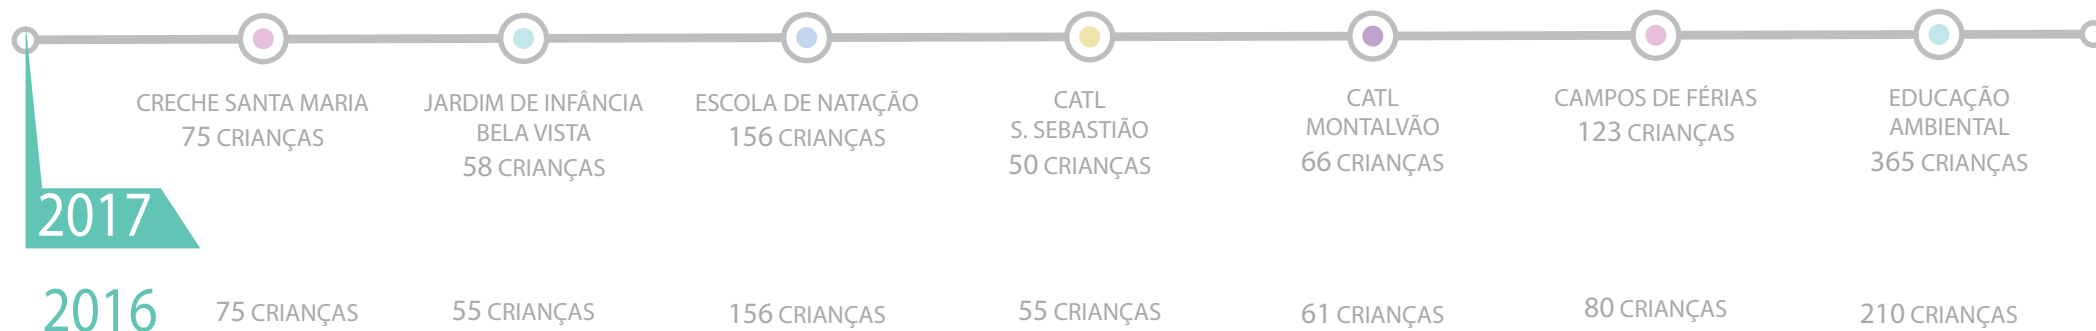 CRECHE SANTA MARIA
75 CRIANÇAS
JARDIM DE INFÂNCIA
BELA VISTA
58 CRIANÇAS
ESCOLA DE NATAÇÃO
156 CRIANÇAS
CATL
S. SEBASTIÃO
50 CRIANÇAS
CATL
MONTALVÃO
66 CRIANÇAS
CAMPOS DE FÉRIAS
123 CRIANÇAS
EDUCAÇÃO
AMBIENTAL
365 CRIANÇAS
2017
2016
75 CRIANÇAS
55 CRIANÇAS
156 CRIANÇAS
55 CRIANÇAS
61 CRIANÇAS
80 CRIANÇAS
210 CRIANÇAS